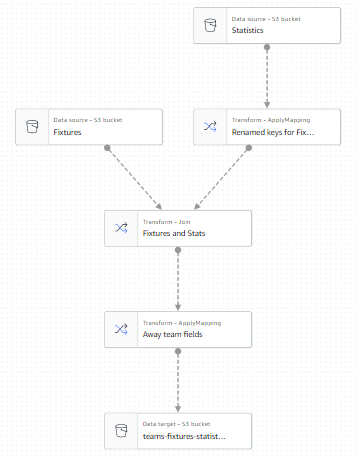 Data source - S3 bucket
Statistics
Data source - S3 bucket
Fixtures
Transform - ApplyMapping
Renamed keys for Fix...
Transform - Join
Fixtures and Stats
Transform - ApplyMapping
Away team fields
Data target - S3 bucket
teams-fixtures-statist...